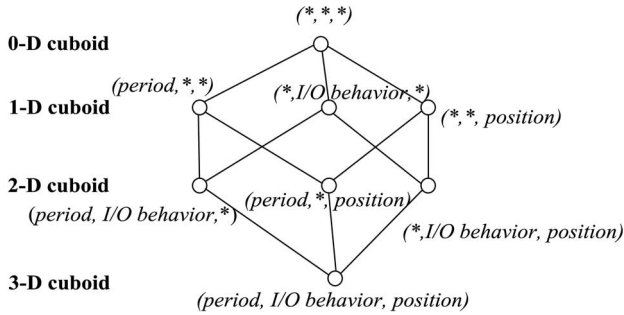 (*,*,*)
0-D cuboid
(period,*,*)
(*,I/O behavior,*)
1-D cuboid
(*,*, position)
2-D cuboid
(period,*, position)
(period, I/O behavior,*)
(*,I/O behavior, position)
3-D cuboid
(period, I/O behavior, position)